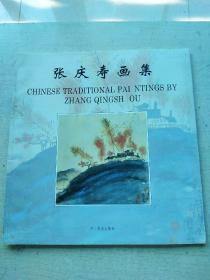 张庆寿画集
CHINESE TRADITIONAL PAI NTINGS BY
ZHANG QINGSH OU